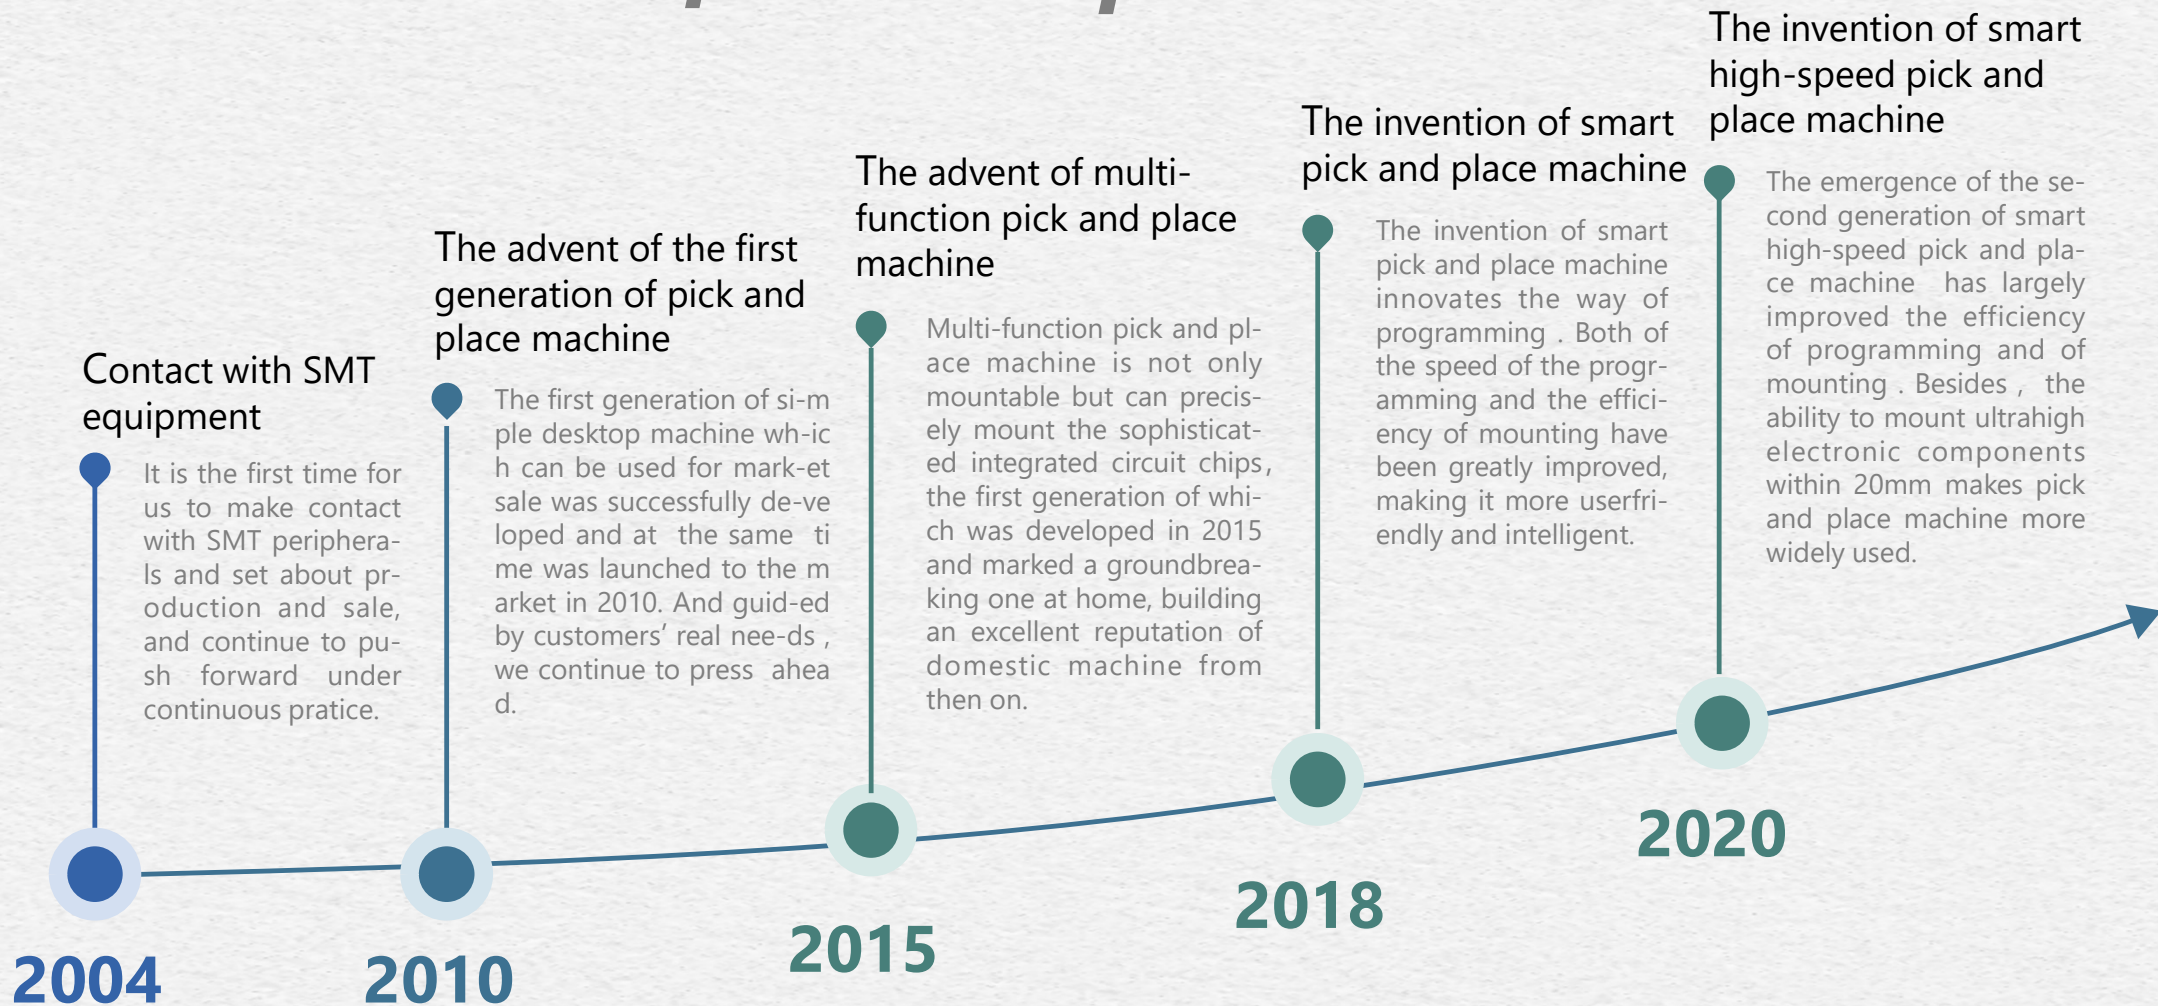 Contact with SMT
equipment
It is the first time for
us to make contact
with SMT periphera-
ls and set about pr-
oduction and sale,
and continue to pu-
sh forward under
continuous pratice.
2004
The advent of the first
generation of pick and
place machine
The first generation of si-m
ple desktop machine wh-ic
h can be used for mark-et
sale was successfully de-ve
loped and at the same ti
me was launched to the m
arket in 2010. And guid-ed
by customers’ real nee-ds ,
we continue to press ahea
d.
2010
The advent of multi-
function pick and place
machine
Multi-function pick and pl-
ace machine is not only
mountable but can precis-
ely mount the sophisticat-
ed integrated circuit chips,
the first generation of whi-
ch was developed in 2015
and marked a groundbrea-
king one at home, building
an excellent reputation of
domestic machine from
then on.
2015
The invention of smart
pick and place machine
The invention of smart
pick and place machine
innovates the way of
programming . Both of
the speed of the progr-
amming and the effici-
ency of mounting have
been greatly improved,
making it more userfri-
endly and intelligent.
2018
The invention of smart
high-speed pick and
place machine
The emergence of the se-
cond generation of smart
high-speed pick and pla-
ce machine has largely
improved the efficiency
of programming and of
mounting . Besides , the
ability to mount ultrahigh
electronic components
within 20mm makes pick
and place machine more
widely used.
2020